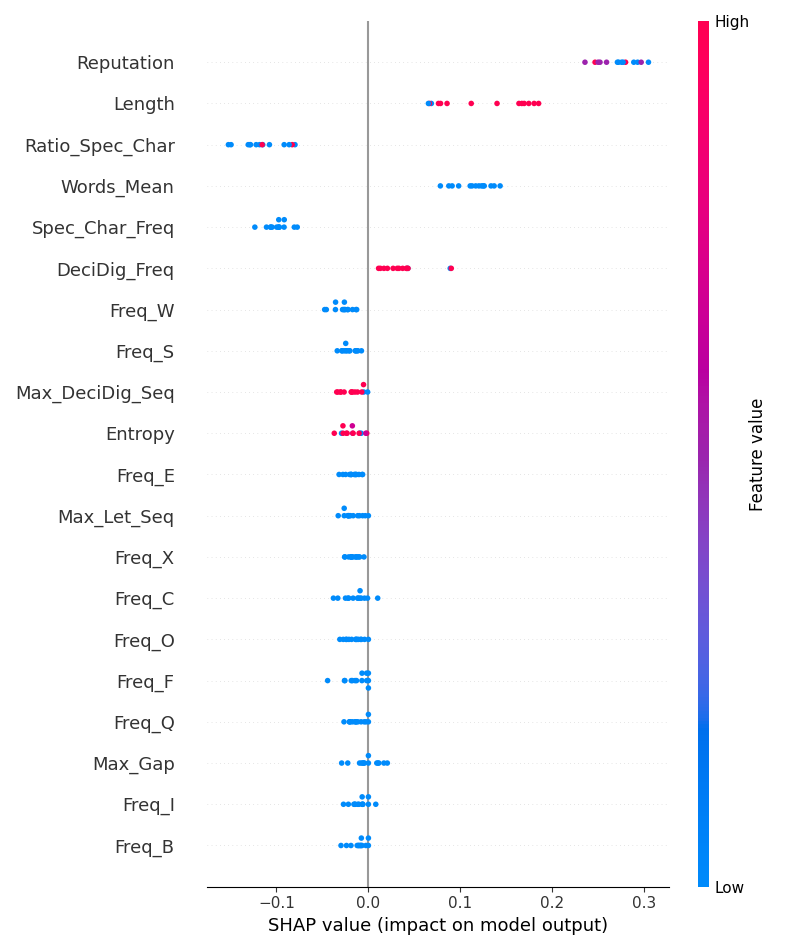 High
Reputation
Length
Ratio_Spec_Char
Words_Mean
Spec_Char_Freq
DeciDig_Freq
Freq_W
Freq_S
Max_DeciDig_Seq
Entropy
Freq_E
Max_Let_Seq
Freq_X
Freq_C
Freq_O
Freq_F
Freq_Q
Max_Gap
Freq_I
Freq_B
Feature value
Low
−0.1 0.0 0.1 0.2 0.3
SHAP value (impact on model output)